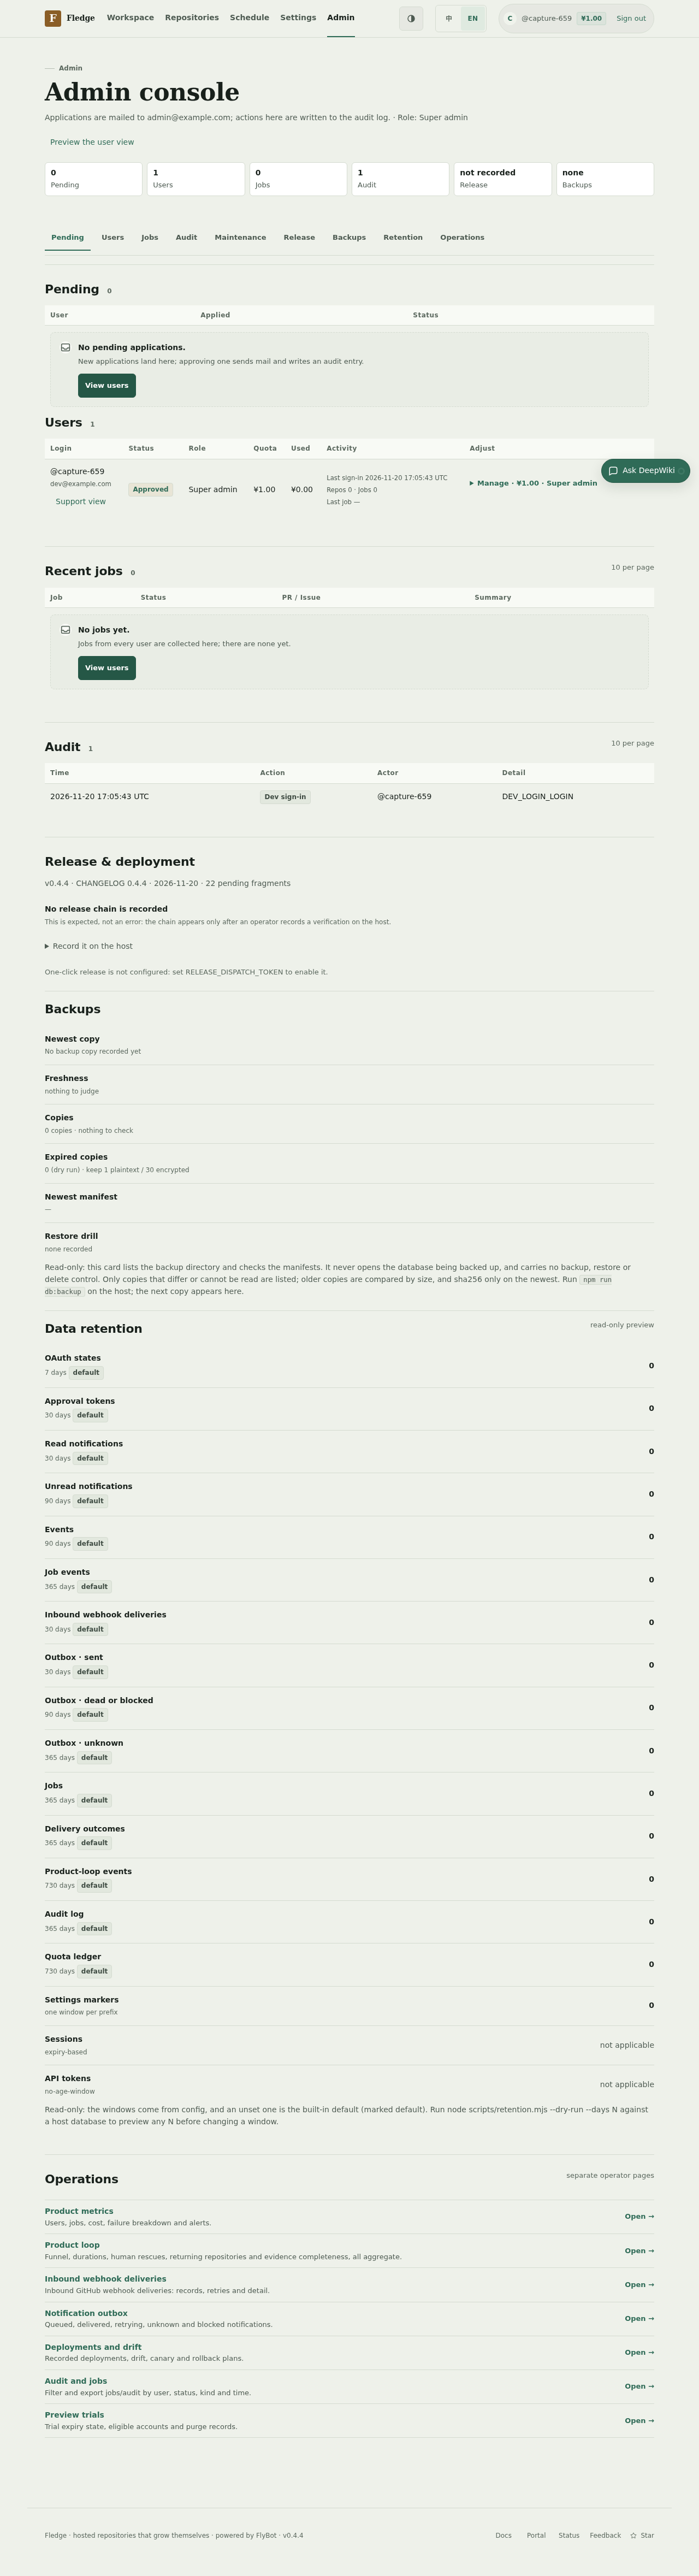 F Fledge Workspace Repositories Schedule Settings Admin 中 EN C @capture-659 ¥1.00 Sign out
Admin
Admin console
Applications are mailed to admin@example.com; actions here are written to the audit log. · Role: Super admin
Preview the user view
0 1 0 1 not recorded none
Pending Users Jobs Audit Release Backups
Pending Users Jobs Audit Maintenance Release Backups Retention Operations
Pending 0
User Applied Status
No pending applications.
New applications land here; approving one sends mail and writes an audit entry.
View users
Users 1
Login Status Role Quota Used Activity Adjust
@capture-659
dev@example.com
Support view
Approved Super admin ¥1.00 ¥0.00
Last sign-in 2026-11-20 17:05:43 UTC
Repos 0 · Jobs 0
Last job —
▶ Manage · ¥1.00 · Super admin
Ask DeepWiki
Recent jobs 0 10 per page
Job Status PR / Issue Summary
No jobs yet.
Jobs from every user are collected here; there are none yet.
View users
Audit 1 10 per page
Time Action Actor Detail
2026-11-20 17:05:43 UTC Dev sign-in @capture-659 DEV_LOGIN_LOGIN
Release & deployment
v0.4.4 · CHANGELOG 0.4.4 · 2026-11-20 · 22 pending fragments
No release chain is recorded
This is expected, not an error: the chain appears only after an operator records a verification on the host.
▶ Record it on the host
One-click release is not configured: set RELEASE_DISPATCH_TOKEN to enable it.
Backups
Newest copy
No backup copy recorded yet
Freshness
nothing to judge
Copies
0 copies · nothing to check
Expired copies
0 (dry run) · keep 1 plaintext / 30 encrypted
Newest manifest
—
Restore drill
none recorded
Read-only: this card lists the backup directory and checks the manifests. It never opens the database being backed up, and carries no backup, restore or
delete control. Only copies that differ or cannot be read are listed; older copies are compared by size, and sha256 only on the newest. Run npm run
db:backup on the host; the next copy appears here.
Data retention read-only preview
OAuth states
7 days default 0
Approval tokens
30 days default 0
Read notifications
30 days default 0
Unread notifications
90 days default 0
Events
90 days default 0
Job events
365 days default 0
Inbound webhook deliveries
30 days default 0
Outbox · sent
30 days default 0
Outbox · dead or blocked
90 days default 0
Outbox · unknown
365 days default 0
Jobs
365 days default 0
Delivery outcomes
365 days default 0
Product-loop events
730 days default 0
Audit log
365 days default 0
Quota ledger
730 days default 0
Settings markers
one window per prefix 0
Sessions
expiry-based not applicable
API tokens
no-age-window not applicable
Read-only: the windows come from config, and an unset one is the built-in default (marked default). Run node scripts/retention.mjs --dry-run --days N against
a host database to preview any N before changing a window.
Operations separate operator pages
Product metrics
Users, jobs, cost, failure breakdown and alerts. Open →
Product loop
Funnel, durations, human rescues, returning repositories and evidence completeness, all aggregate. Open →
Inbound webhook deliveries
Inbound GitHub webhook deliveries: records, retries and detail. Open →
Notification outbox
Queued, delivered, retrying, unknown and blocked notifications. Open →
Deployments and drift
Recorded deployments, drift, canary and rollback plans. Open →
Audit and jobs
Filter and export jobs/audit by user, status, kind and time. Open →
Preview trials
Trial expiry state, eligible accounts and purge records. Open →
Fledge · hosted repositories that grow themselves · powered by FlyBot · v0.4.4 Docs Portal Status Feedback ☆ Star